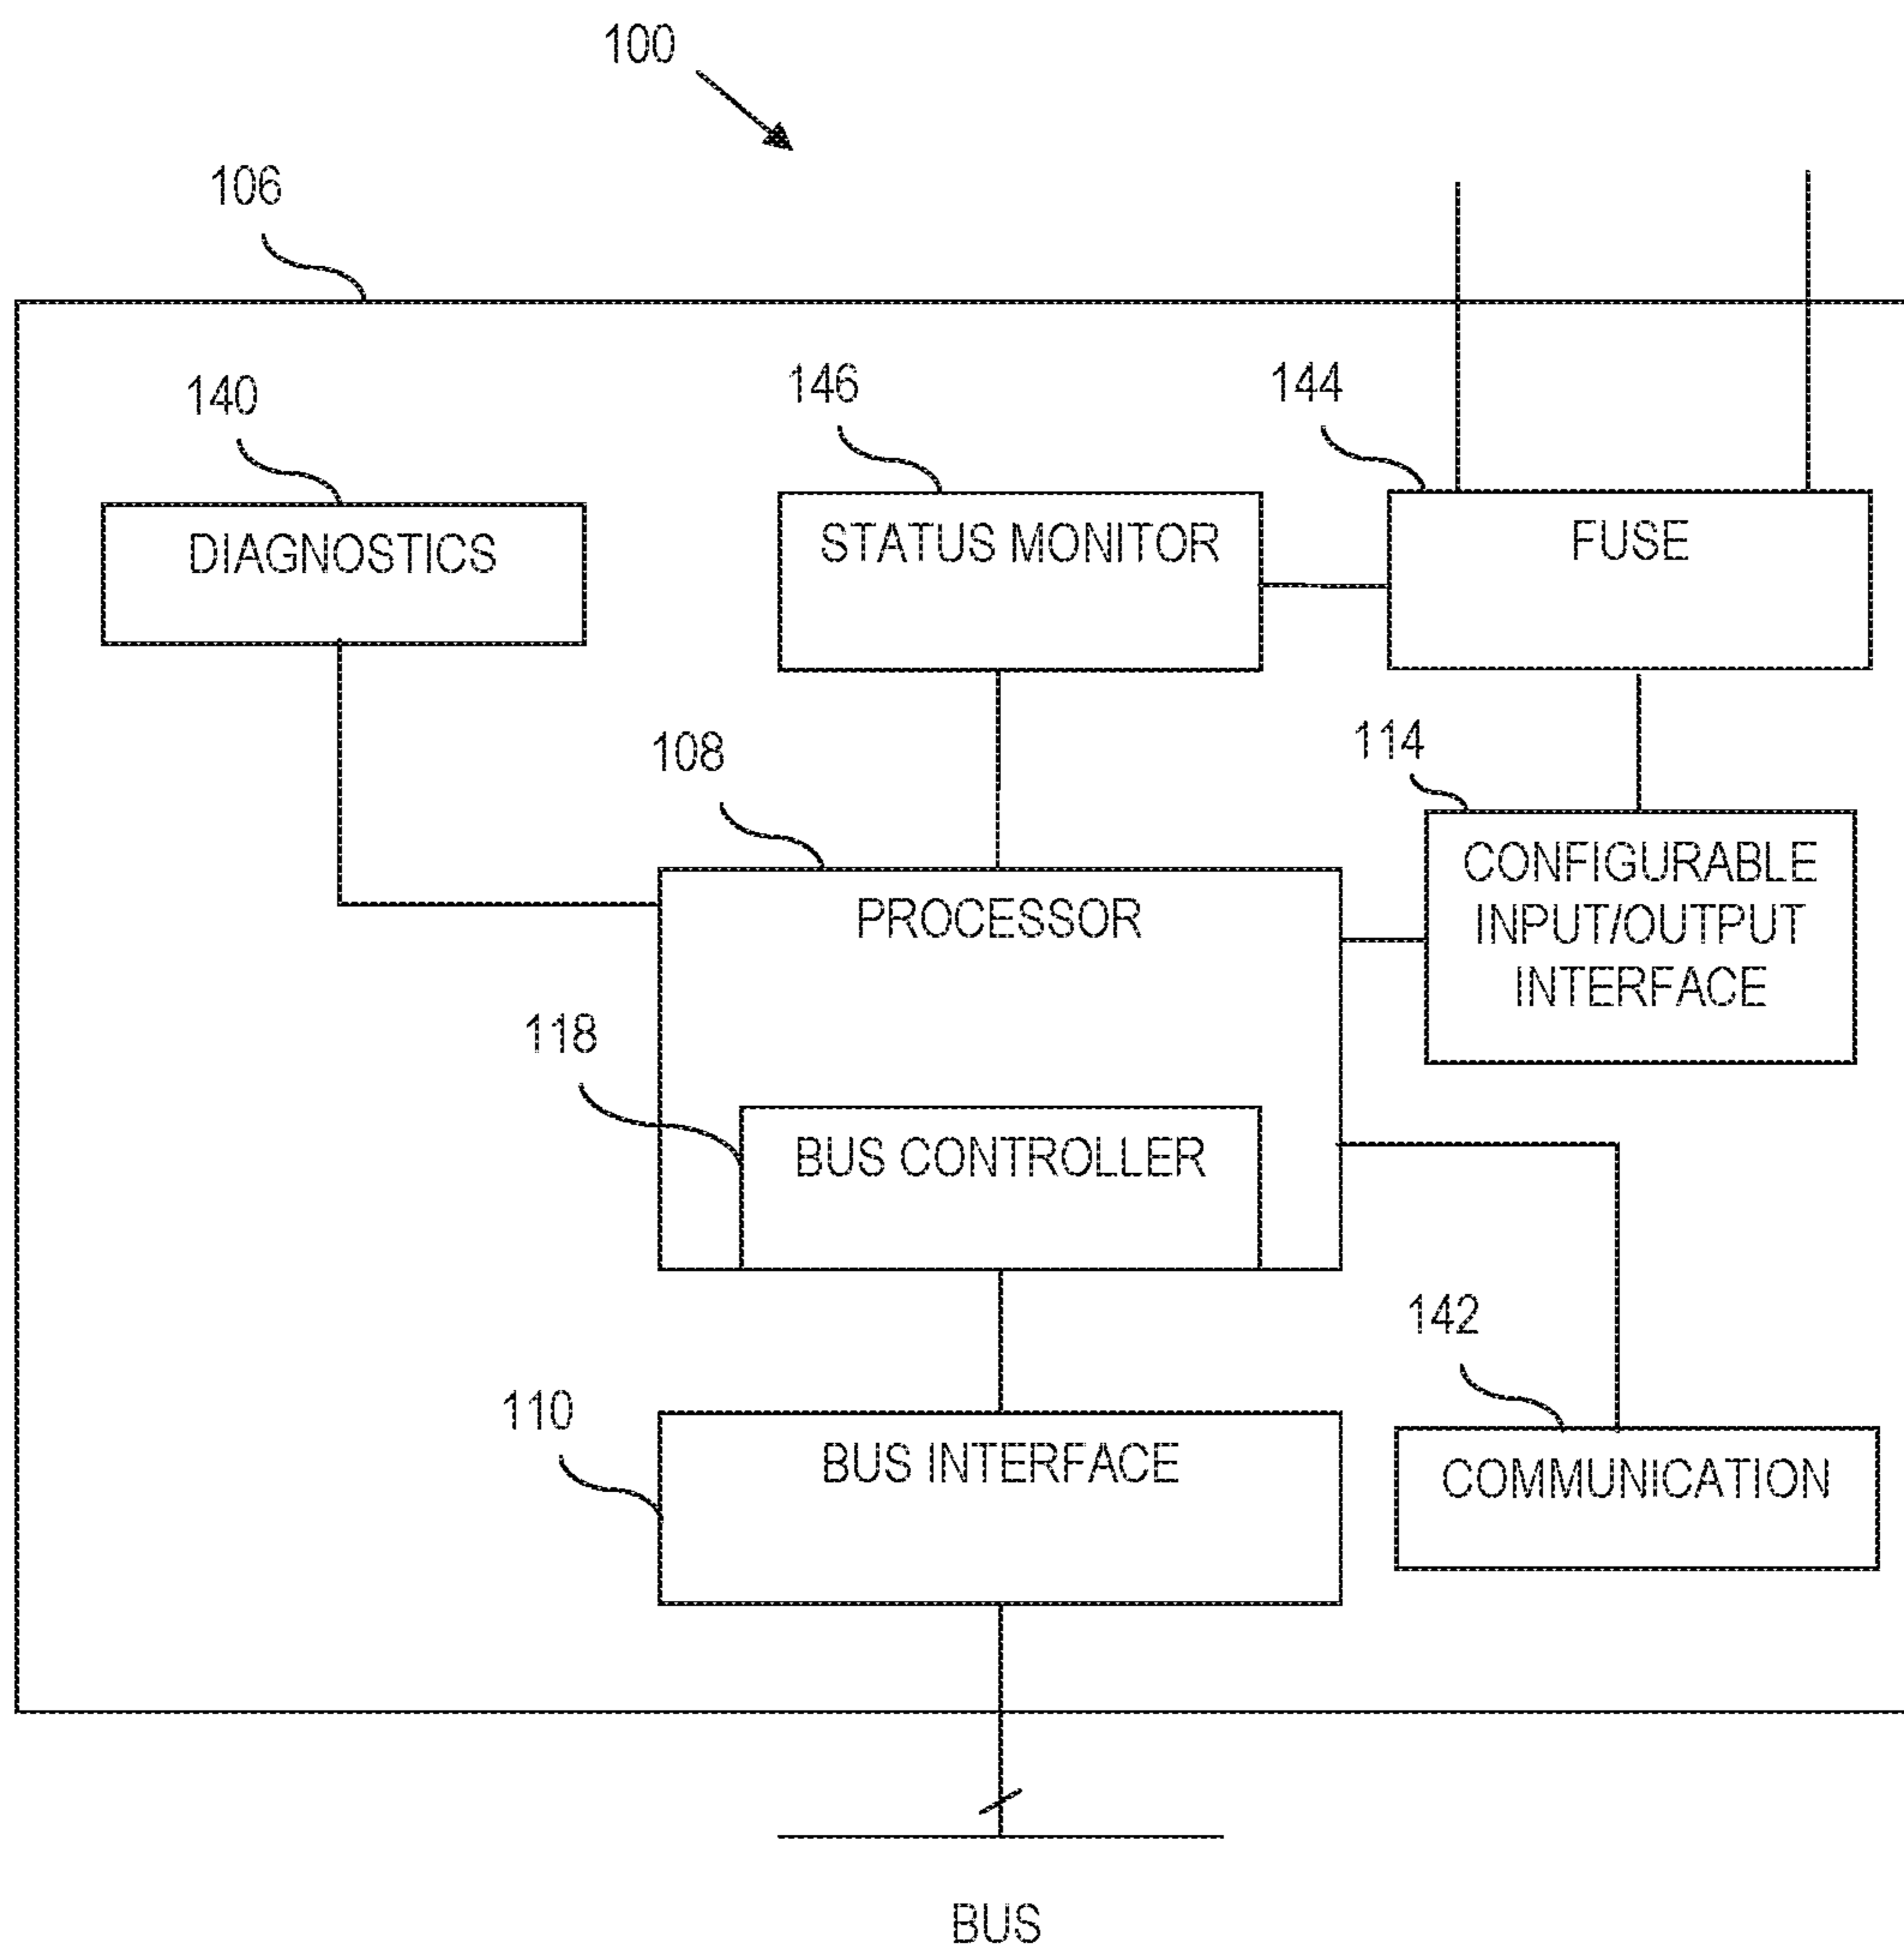 100
106
140
146
144
DIAGNOSTICS
STATUS MONITOR
FUSE
108
114
PROCESSOR
CONFIGURABLE
INPUT/OUTPUT
INTERFACE
118
BUS CONTROLLER
142
110
BUS INTERFACE
COMMUNICATION
BUS